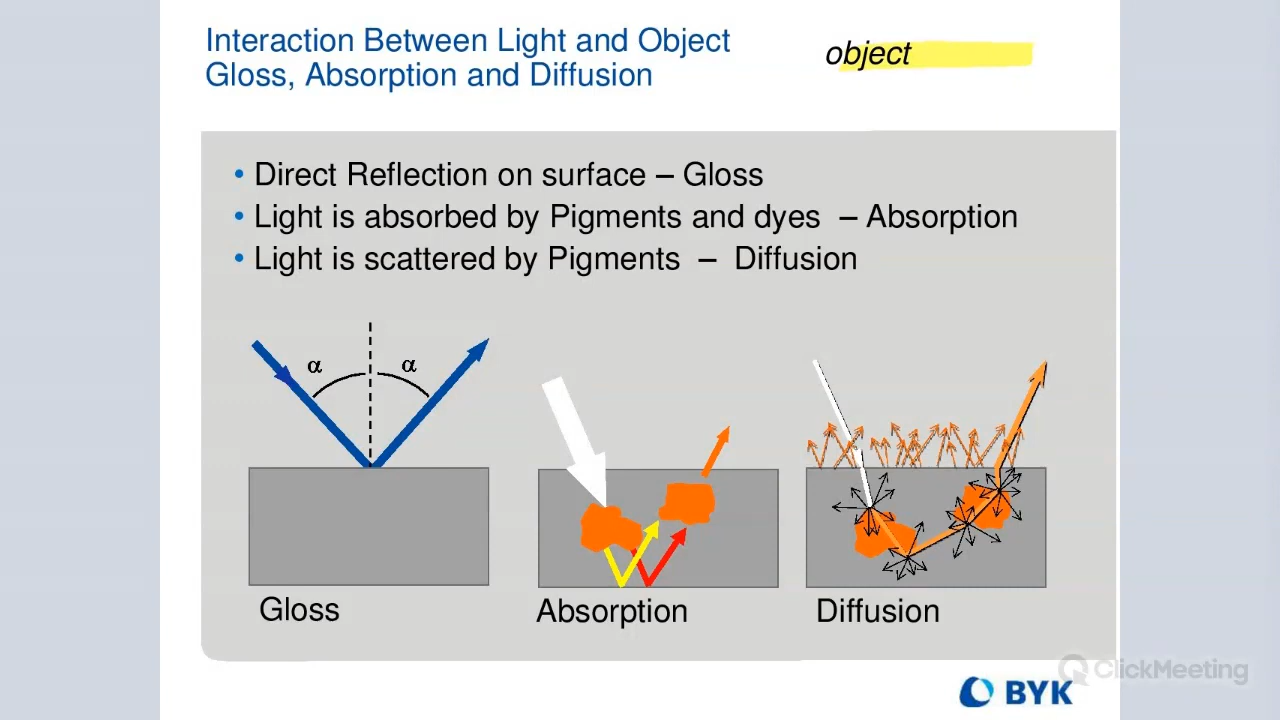 Interaction Between Light and Object
Gloss, Absorption and Diffusion
object
• Direct Reflection on surface – Gloss
• Light is absorbed by Pigments and dyes – Absorption
• Light is scattered by Pigments – Diffusion
α α
Gloss
Absorption
Diffusion
ClickMeeting
BYK